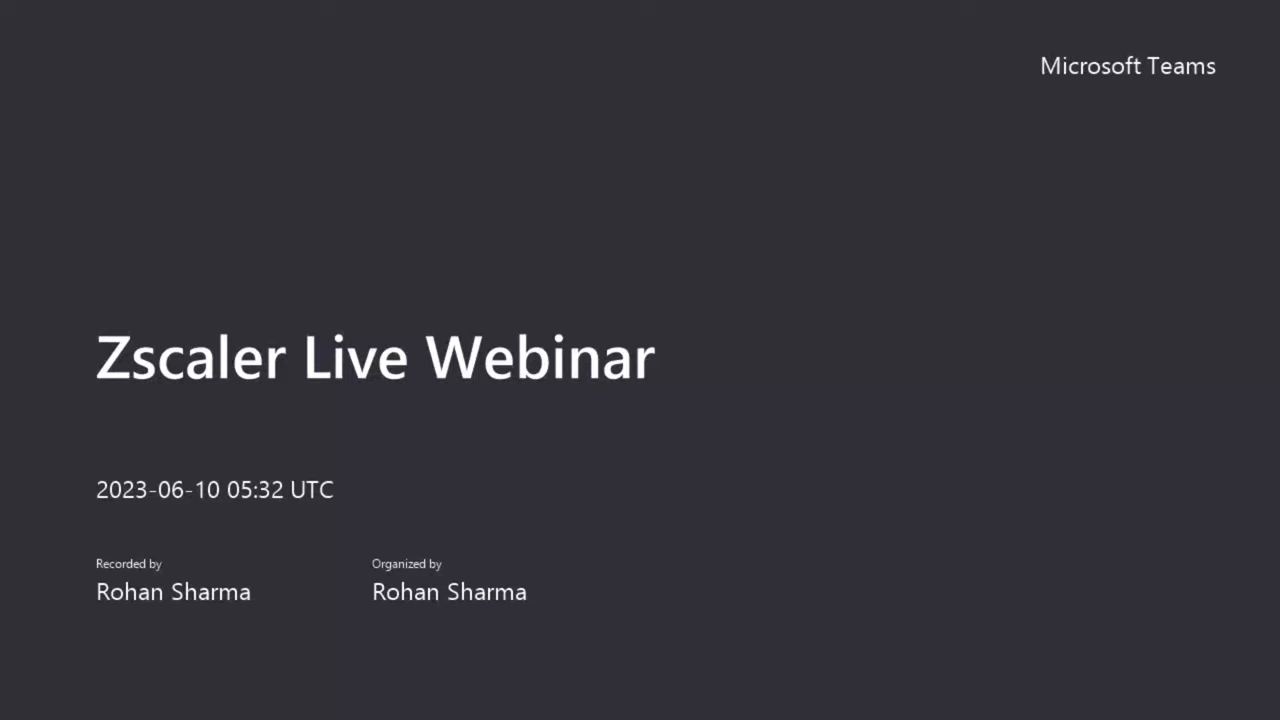 Microsoft Teams
Zscaler Live Webinar
2023-06-10 05:32 UTC
Recorded by
Rohan Sharma
Organized by
Rohan Sharma